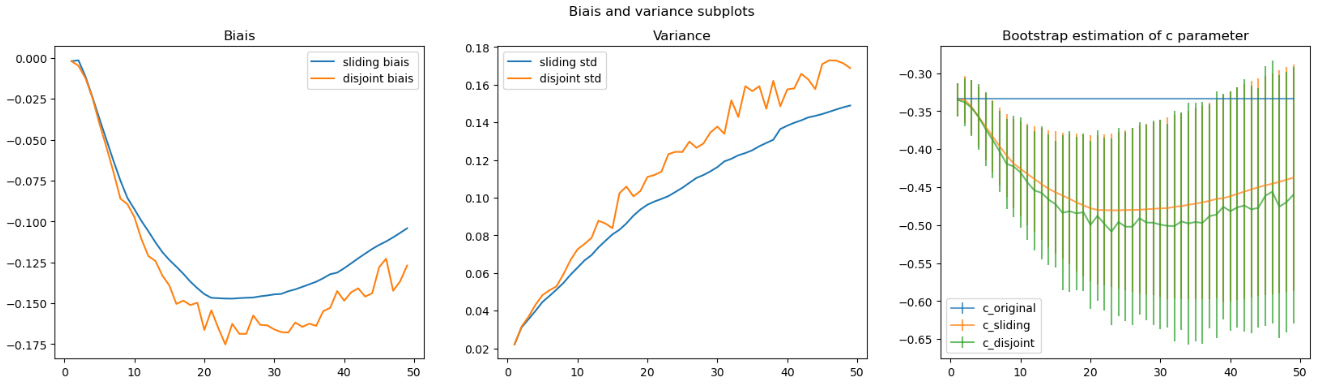 Biais and variance subplots
Biais
0.000
−0.025
−0.050
−0.075
−0.100
−0.125
−0.150
−0.175
0 10 20 30 40 50
sliding biais
disjoint biais
Variance
0.18
0.16
0.14
0.12
0.10
0.08
0.06
0.04
0.02
0 10 20 30 40 50
sliding std
disjoint std
Bootstrap estimation of c parameter
−0.30
−0.35
−0.40
−0.45
−0.50
−0.55
−0.60
−0.65
0 10 20 30 40 50
c_original
c_sliding
c_disjoint